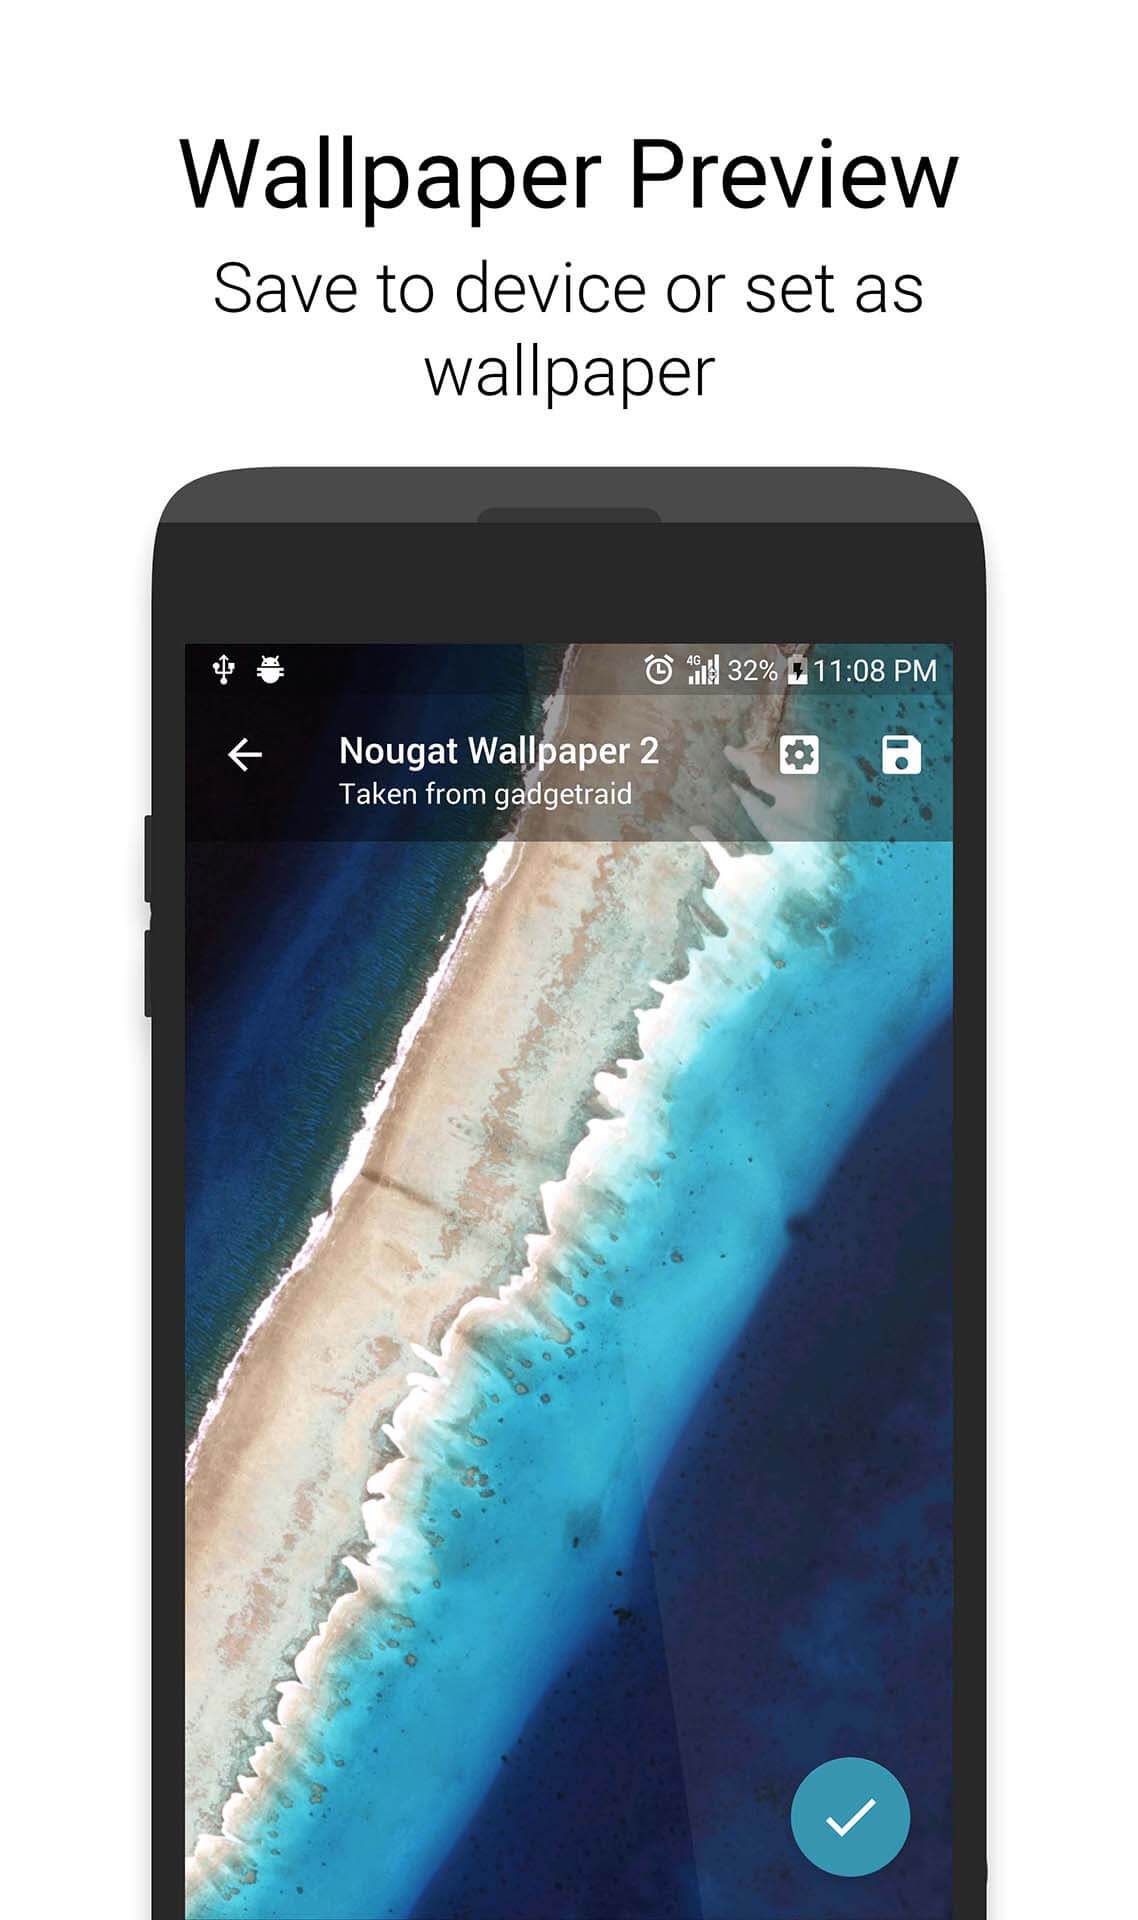 Wallpaper Preview
Save to device or set as
wallpaper
4G 32% 11:08 PM
Nougat Wallpaper 2
Taken from gadgetraid